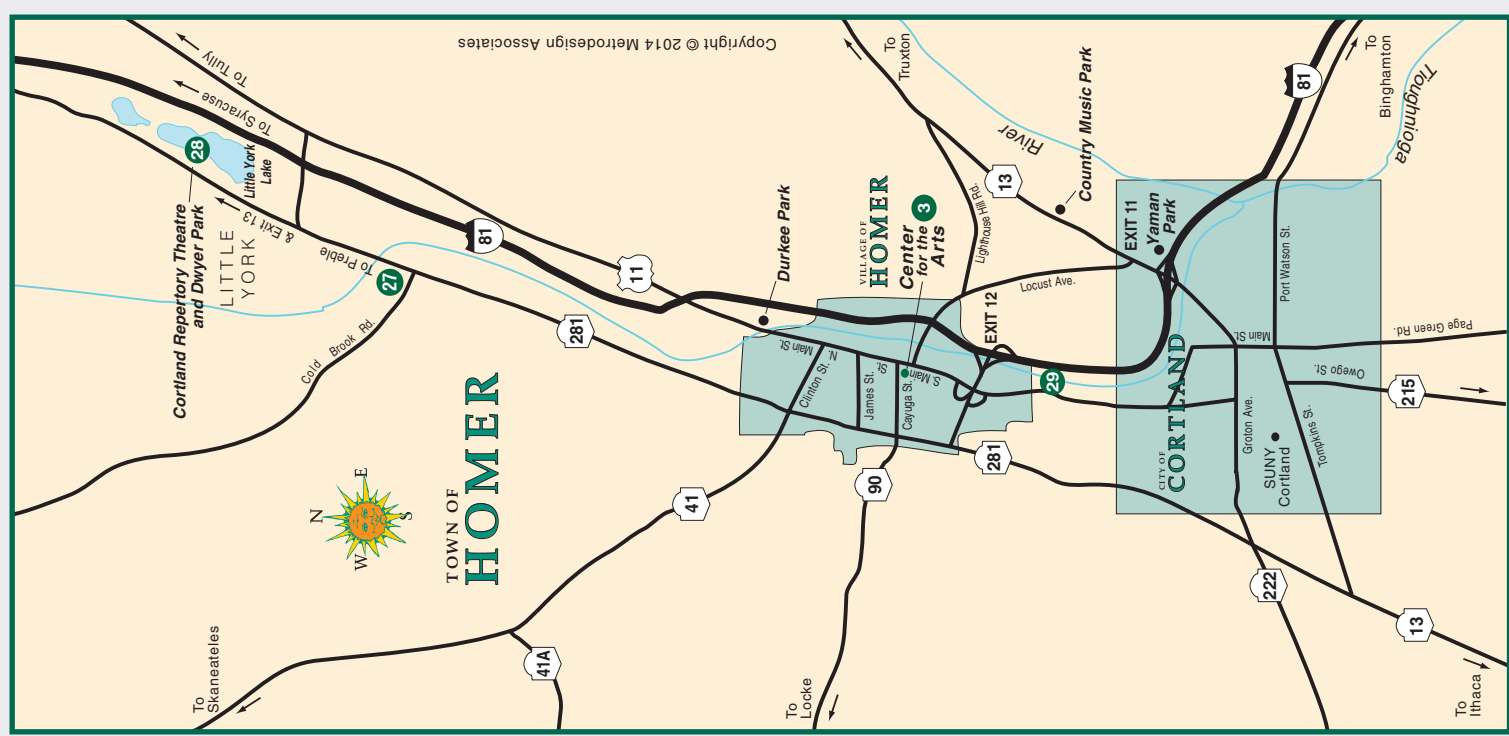 Copyright © 2014 Metrodesign Associates
To Tully
To Syracuse
28
Little York
Lake
Cortland Repertory Theatre
and Dwyer Park
LITTLE
YORK
To Preble
& Exit 13
27
Cold Brook Rd.
81
11
281
N
E
S
W
TOWN OF
HOMER
To
Skaneateles
41A
41
To
Locke
90
Durkee Park
VILLAGE OF
HOMER
Center
for the
Arts
3
N. Main St.
Clinton St.
James St.
Cayuga St.
S. Main St.
EXIT 12
29
281
Lighthouse Hill Rd.
Locust Ave.
To
Truxton
13
River
Country Music Park
EXIT 11
Yaman
Park
CITY OF
CORTLAND
Port Watson St.
Main St.
Groton Ave.
SUNY
Cortland
Tompkins St.
Owego St.
Page Green Rd.
215
222
13
To
Ithaca
81
To
Binghamton
Tioughnioga